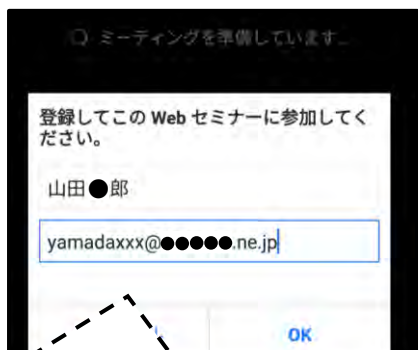 ミーティングを準備しています...
登録してこの Web セミナーに参加してく
ださい。
山田●郎
yamadaxxx@●●●●●.ne.jp
OK